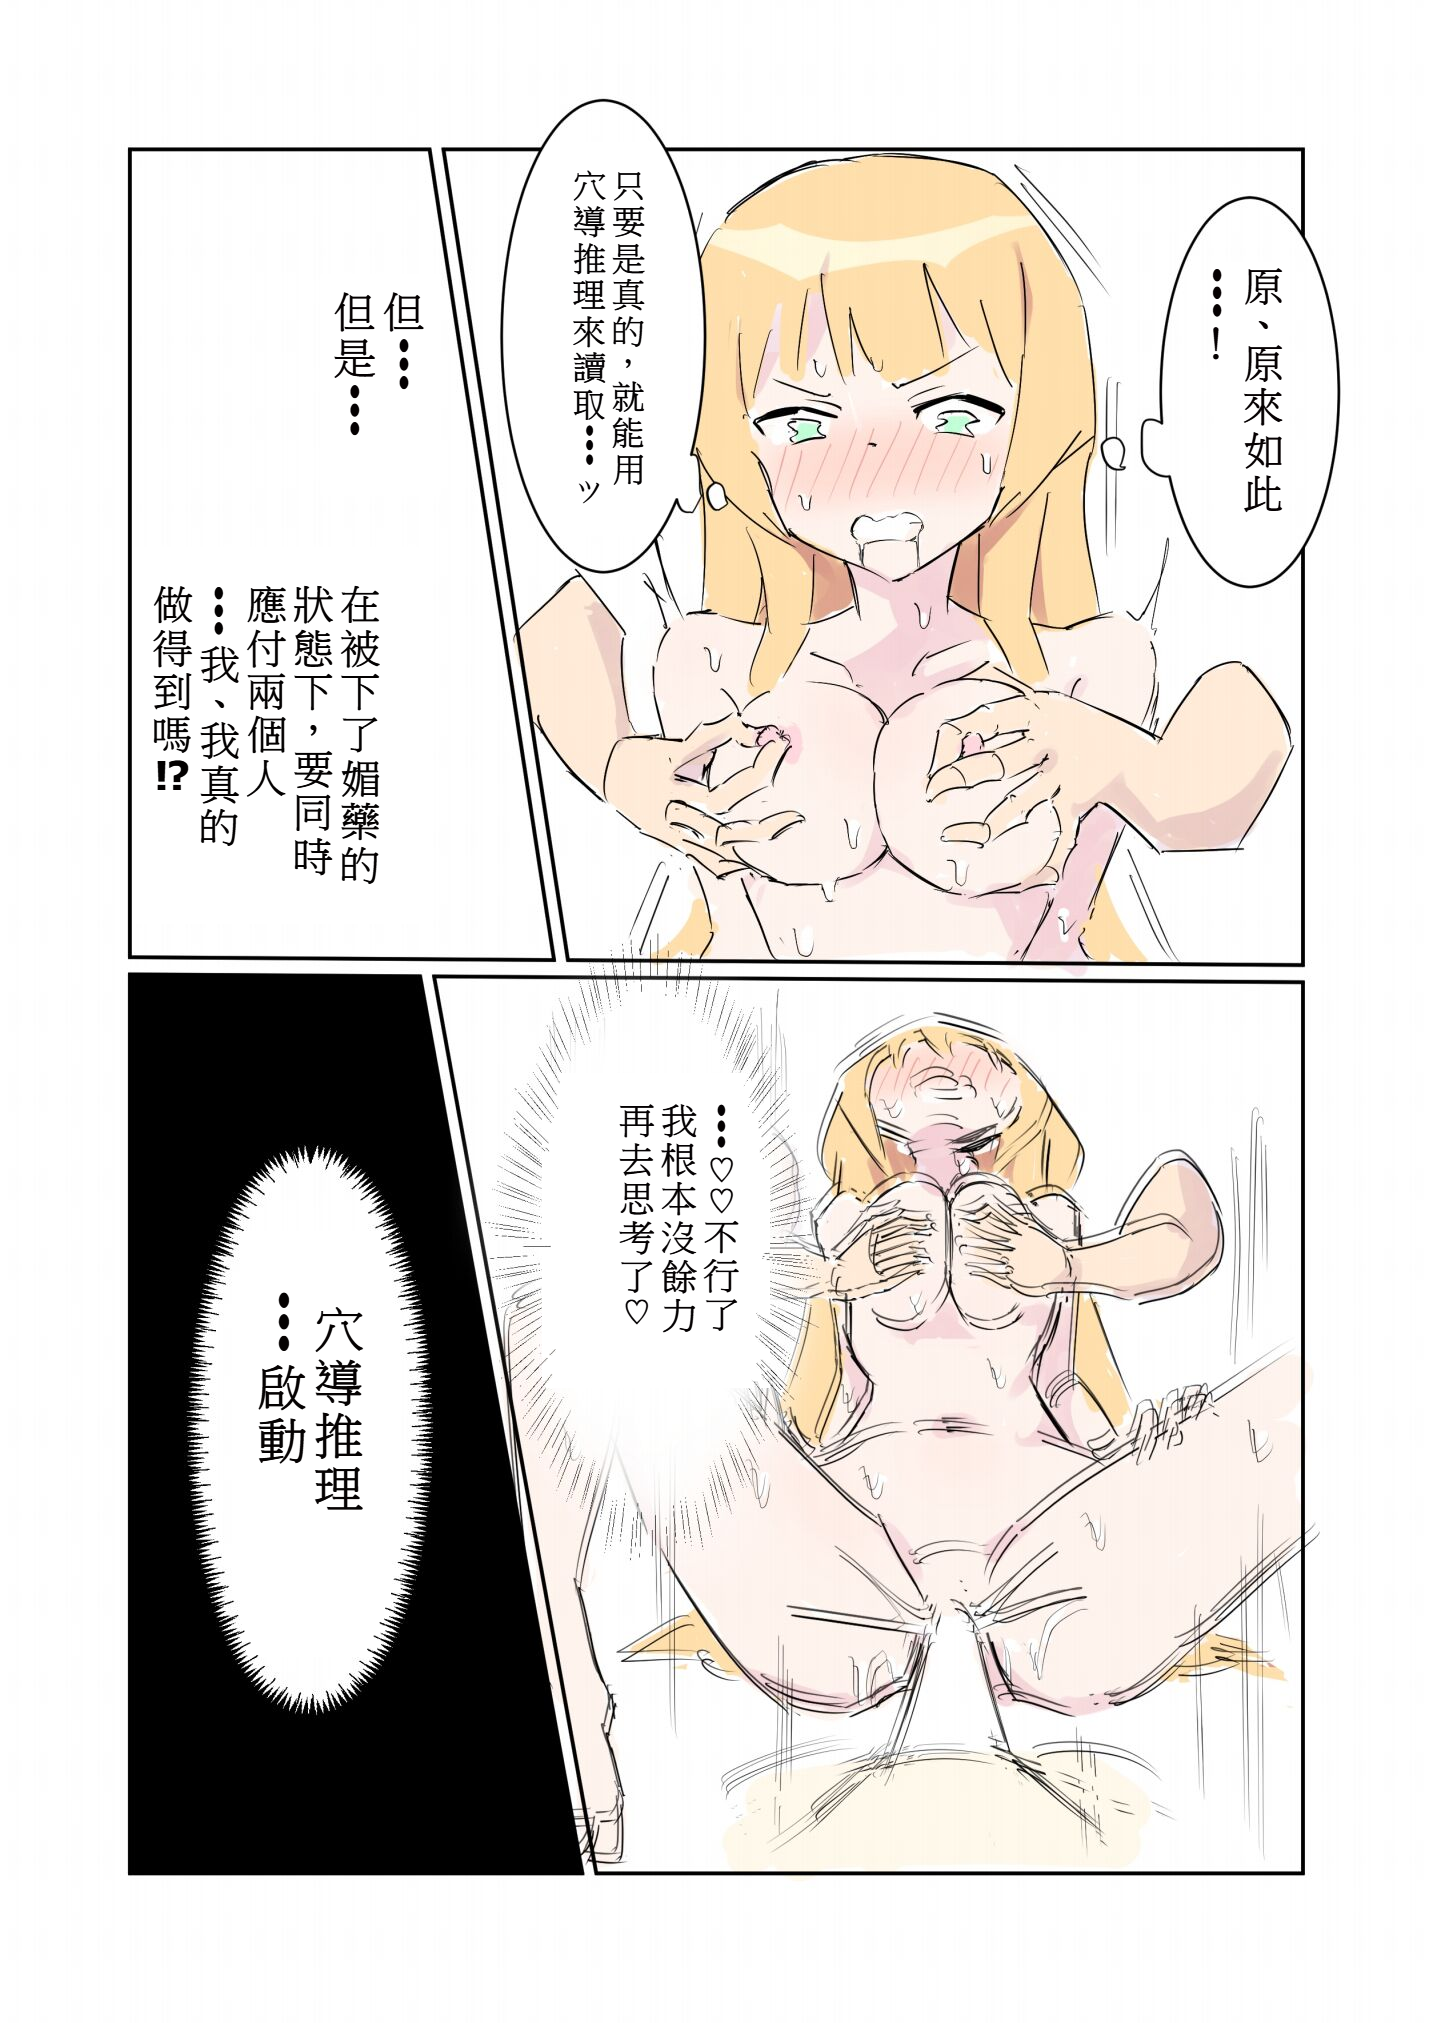 原、原來如此
⋯⋯！
只要是真的，就能用
穴導推理來讀取⋯⋯ッ
但⋯⋯
但是⋯⋯
在被下了媚藥的
狀態下，要同時
應付兩個人
⋯⋯我、我真的
做得到嗎!?
⋯⋯♡♡不行了
我根本沒餘力
再去思考了♡
穴導推理
⋯⋯啟動